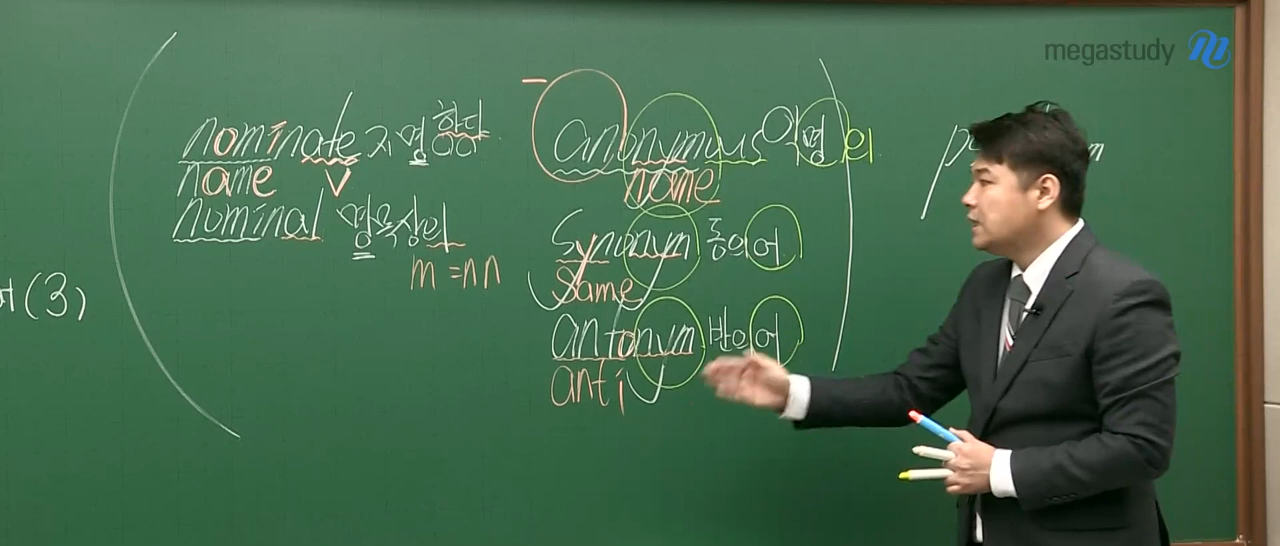 megastudy
nominate 지명하다
name V
nominal 명목상의
m = nn
(3)
anonymous 익명의
name
synonym 동의어
same
antonym 반의어
anti